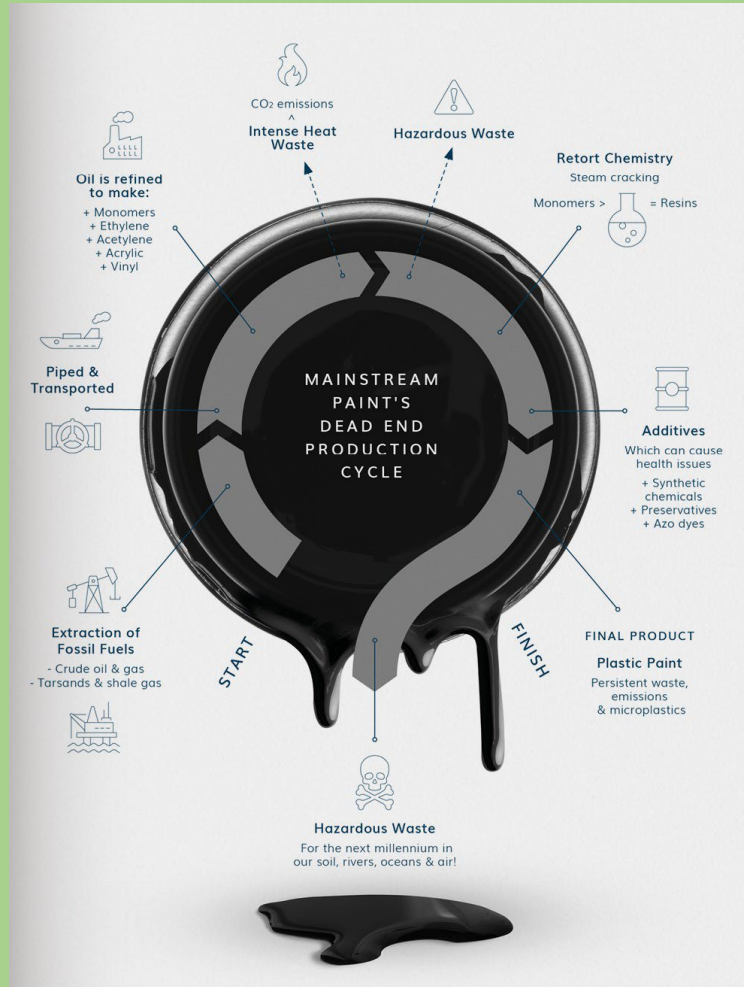 MAINSTREAM
PAINT'S
DEAD END
PRODUCTION
CYCLE
START
Extraction of
Fossil Fuels
- Crude oil & gas
- Tarsands & shale gas
Piped &
Transported
Oil is refined
to make:
+ Monomers
+ Ethylene
+ Acetylene
+ Acrylic
+ Vinyl
CO₂ emissions
^
Intense Heat
Waste
Hazardous Waste
Retort Chemistry
Steam cracking
Monomers > = Resins
Additives
Which can cause
health issues
+ Synthetic
chemicals
+ Preservatives
+ Azo dyes
FINAL PRODUCT
Plastic Paint
Persistent waste,
emissions
& microplastics
FINISH
Hazardous Waste
For the next millennium in
our soil, rivers, oceans & air!